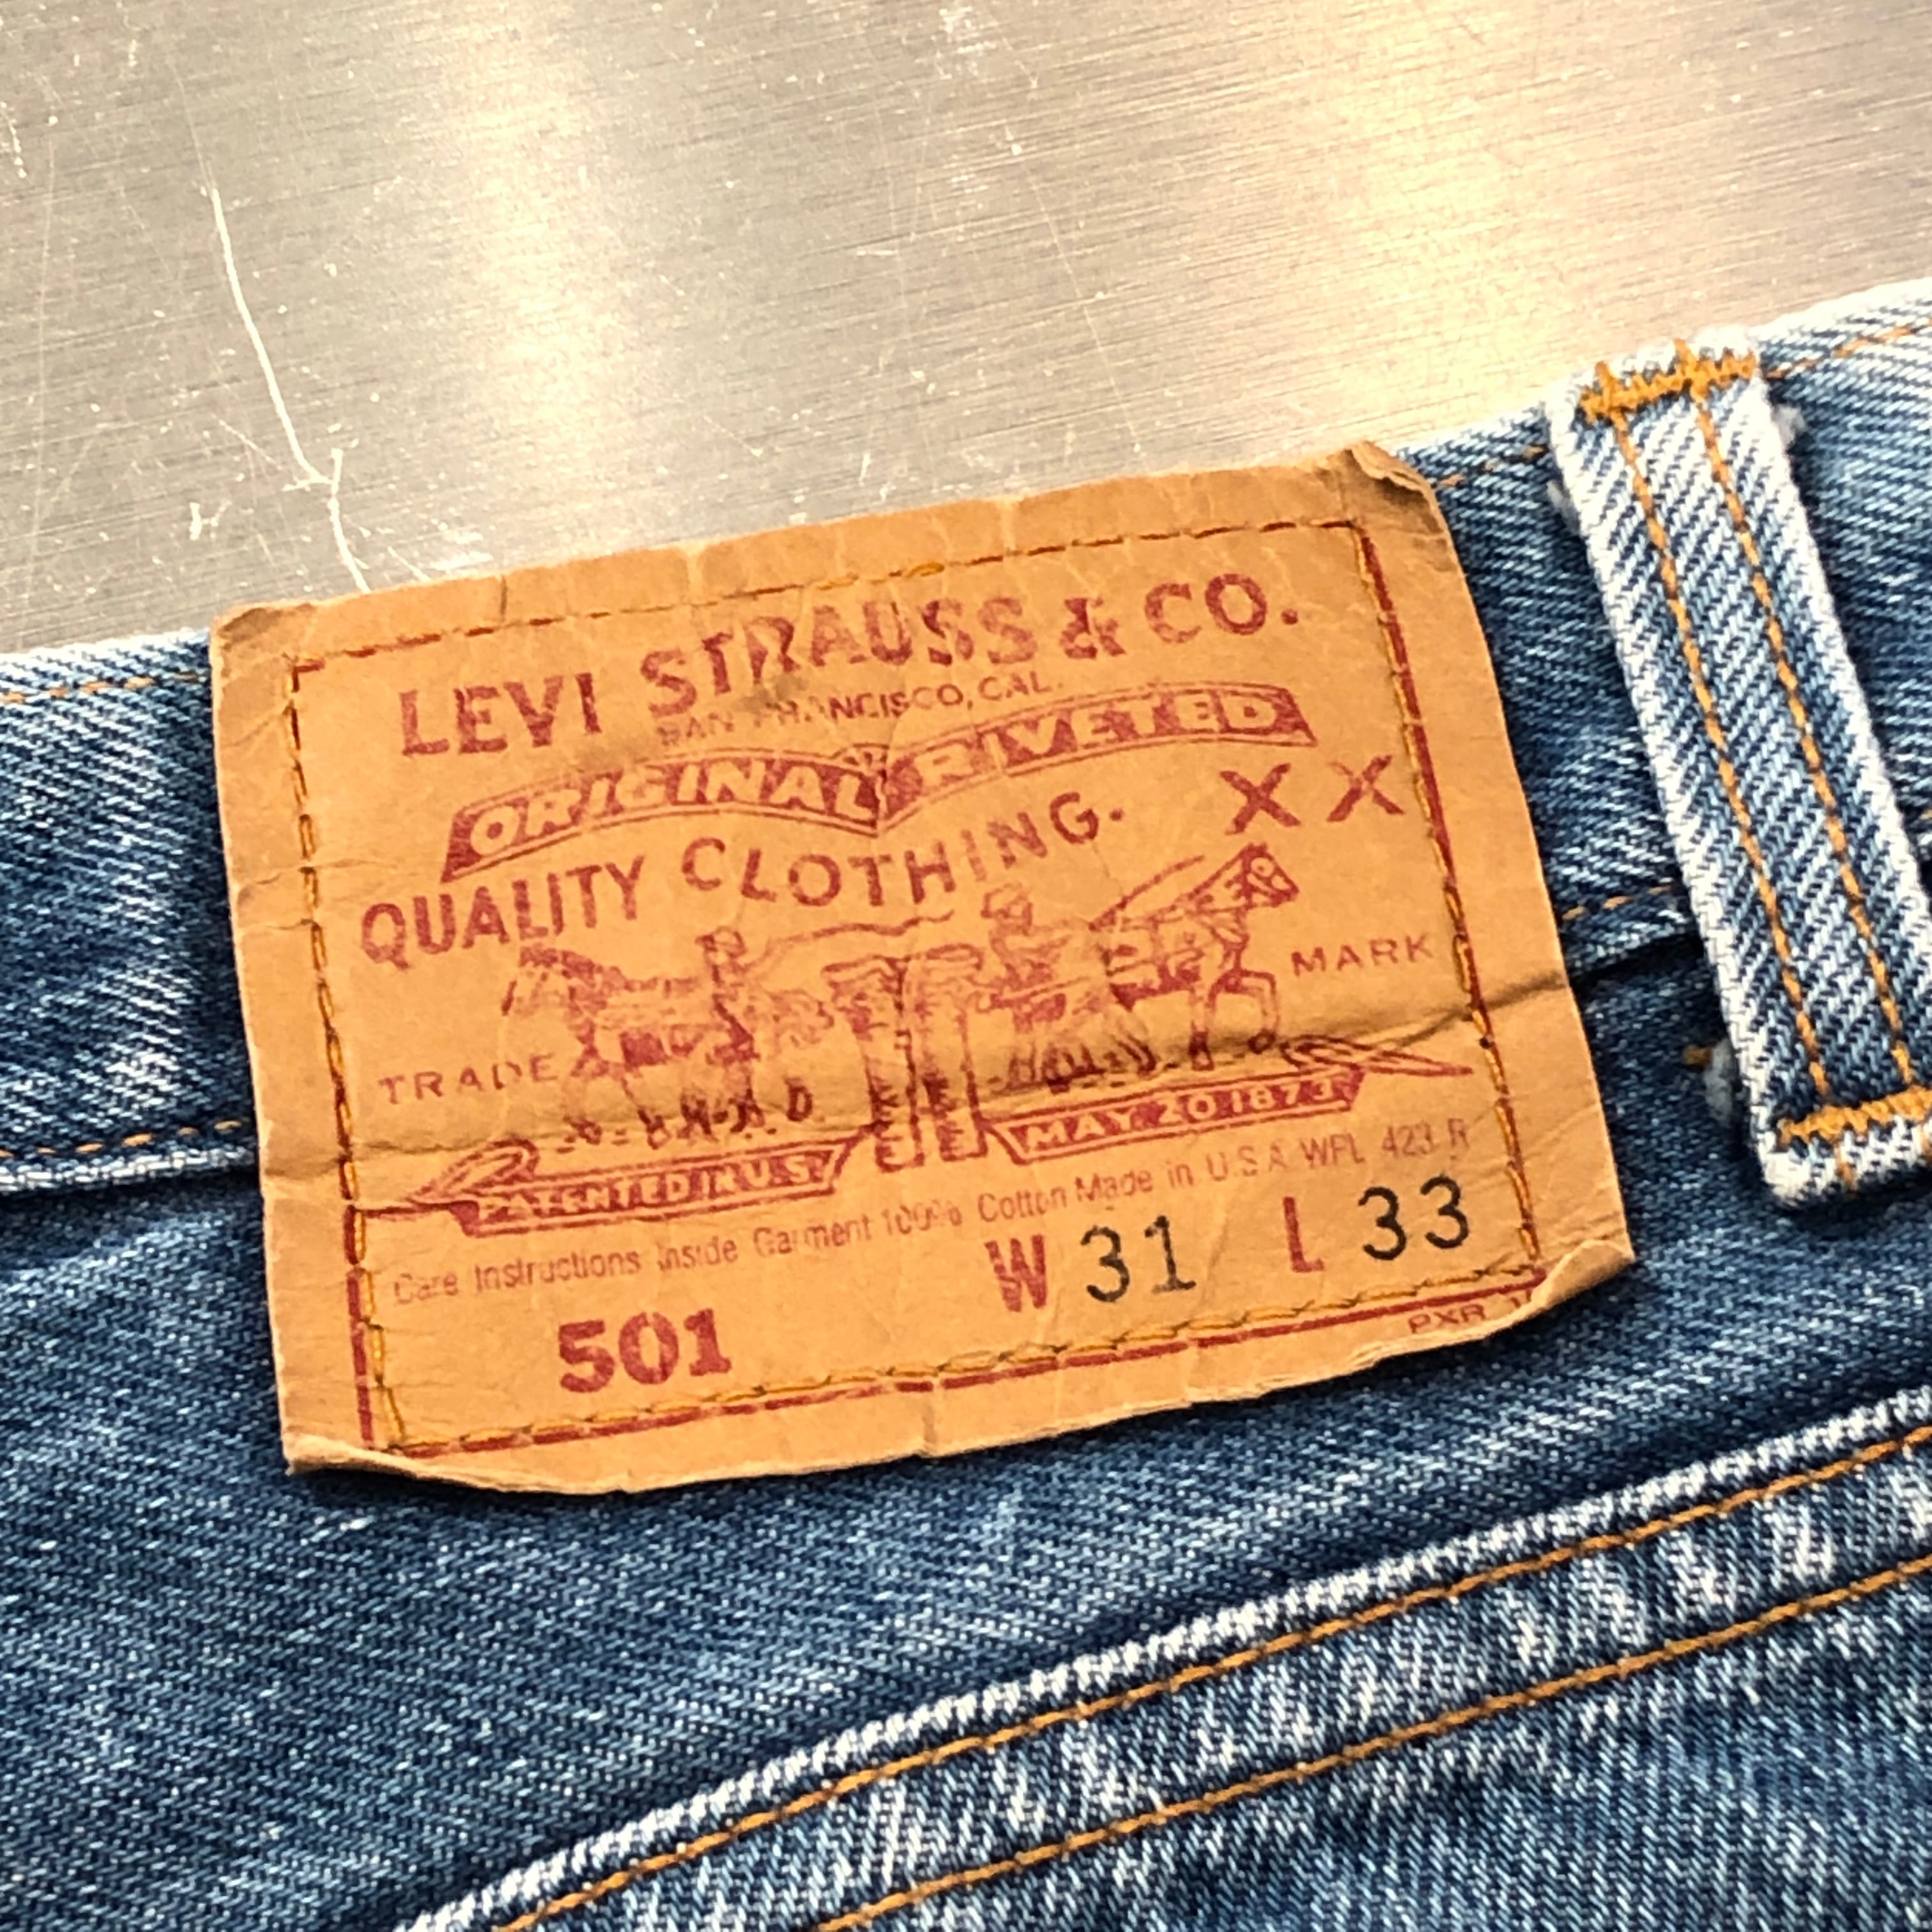 LEVI STRAUSS & CO.
SAN FRANCISCO, CAL.
ORIGINAL RIVETED
QUALITY CLOTHING. XX
TRADE MARK
PATENTED IN U.S. MAY 20 1873
Care Instructions Inside Garment 100% Cotton Made in U.S.A WPL 423 R
501 W 31 L 33
PXR